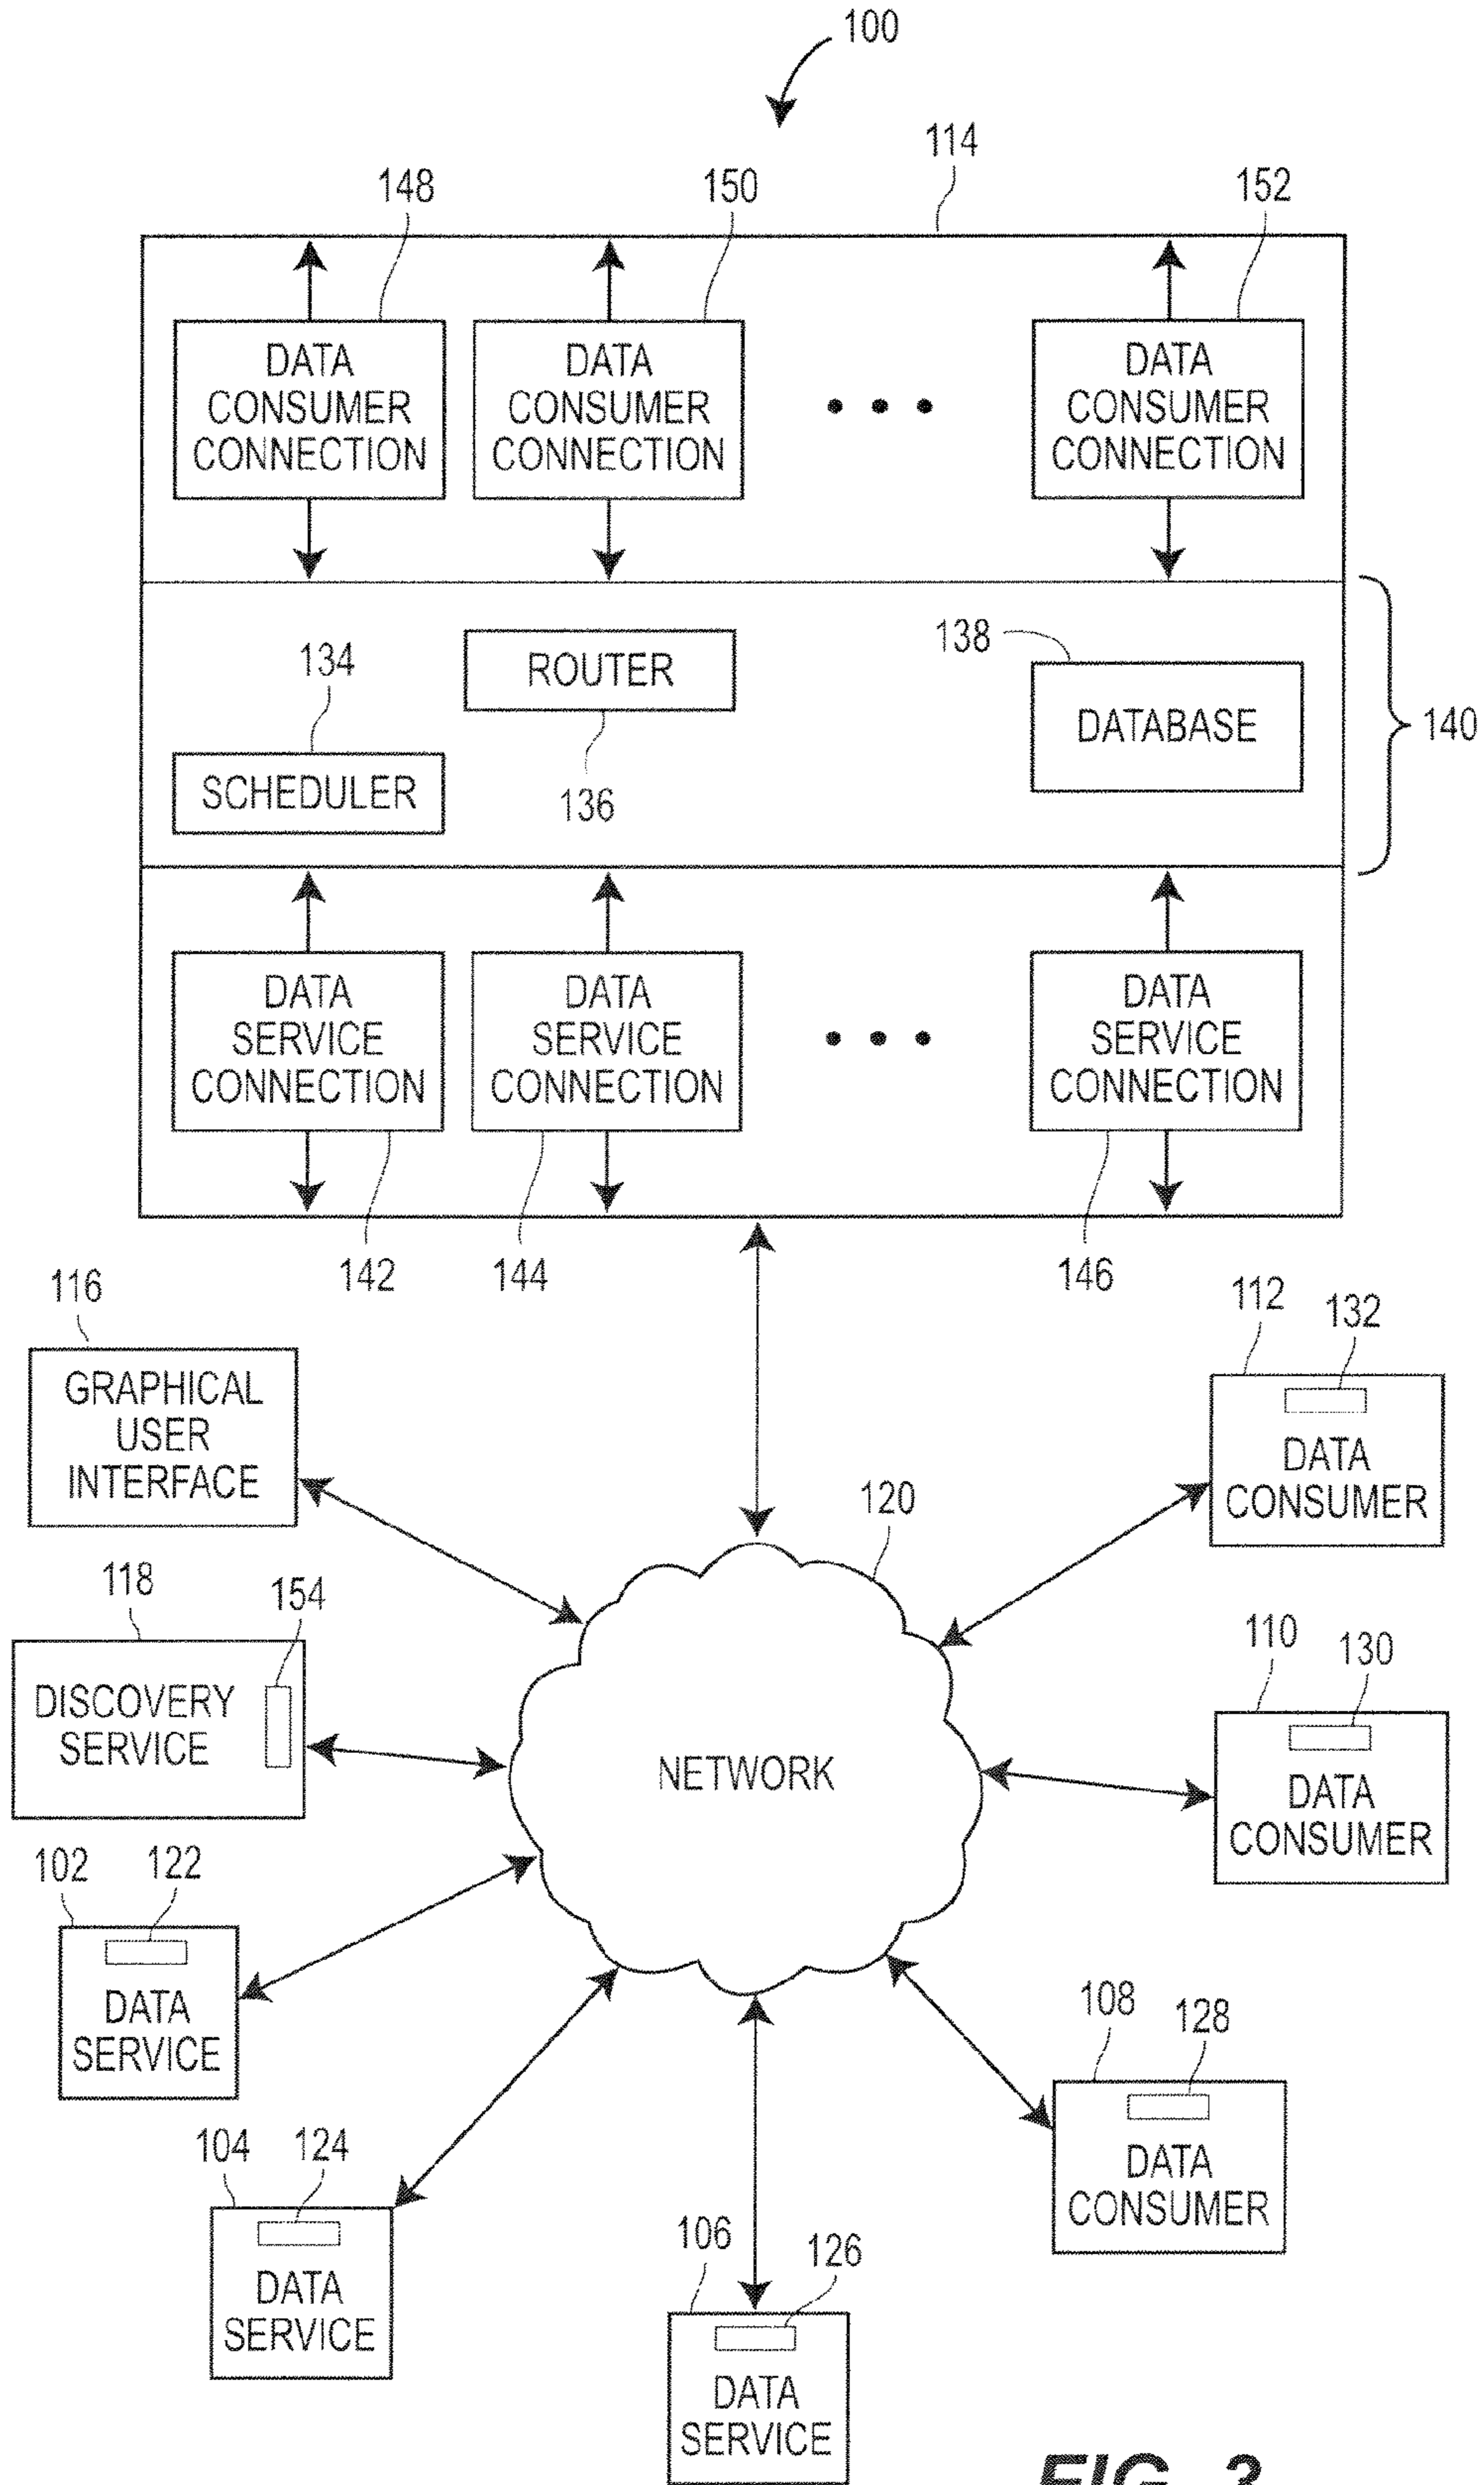 100
114
148
150
152
DATA
CONSUMER
CONNECTION
DATA
CONSUMER
CONNECTION
DATA
CONSUMER
CONNECTION
134
ROUTER
136
138
DATABASE
140
SCHEDULER
DATA
SERVICE
CONNECTION
DATA
SERVICE
CONNECTION
DATA
SERVICE
CONNECTION
142
144
146
116
GRAPHICAL
USER
INTERFACE
112
132
DATA
CONSUMER
120
118
154
DISCOVERY
SERVICE
NETWORK
110
130
DATA
CONSUMER
102
122
DATA
SERVICE
108
128
DATA
CONSUMER
104
124
DATA
SERVICE
106
126
DATA
SERVICE